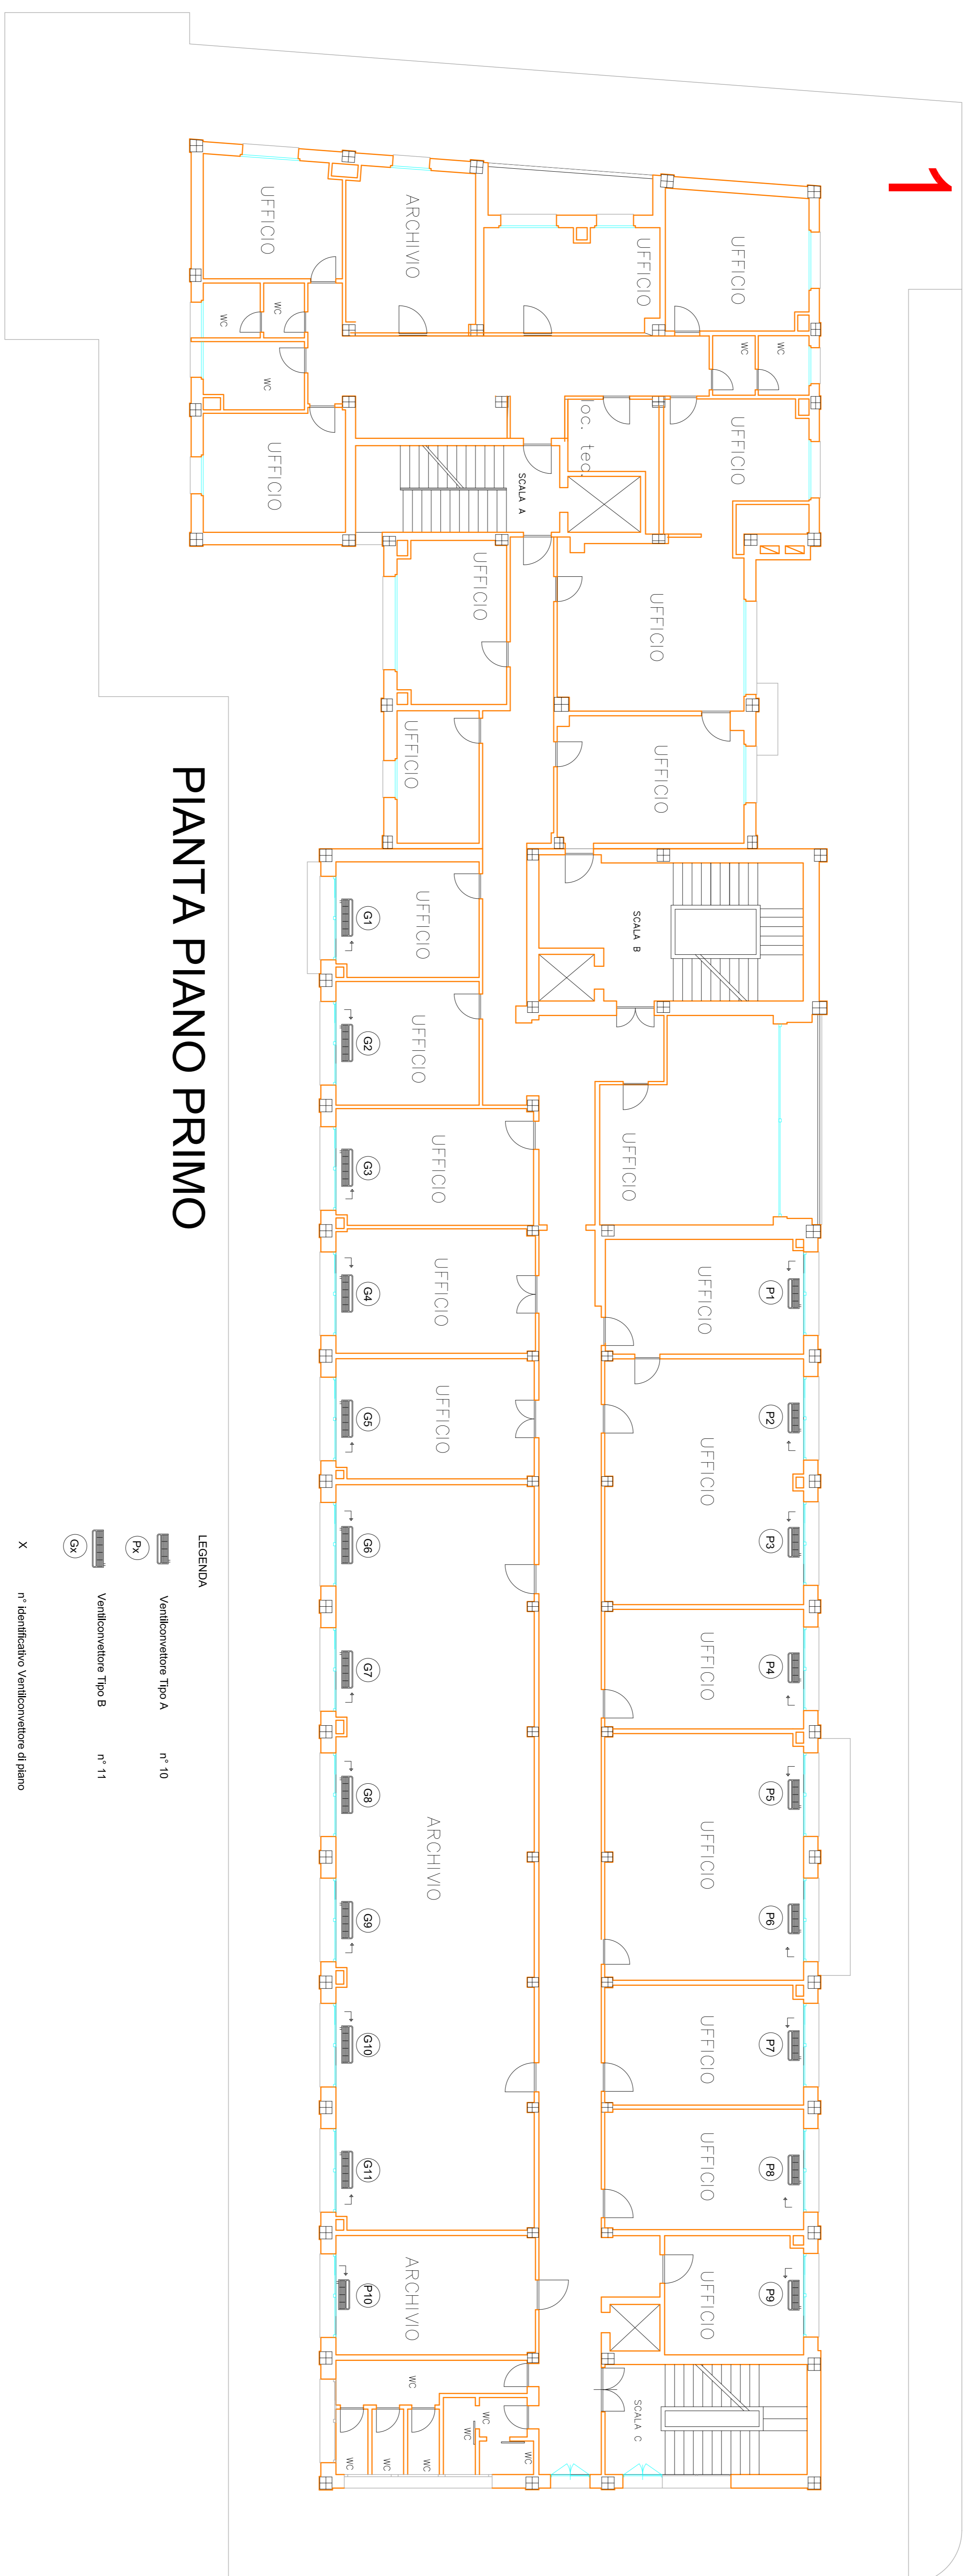 1
UFFICIO
ARCHIVIO
UFFICIO
UFFICIO
WC
WC
WC
WC
WC
UFFICIO
loc. tec.
UFFICIO
SCALA A
UFFICIO
UFFICIO
UFFICIO
UFFICIO
SCALA B
UFFICIO
G1
UFFICIO
G2
UFFICIO
G3
UFFICIO
UFFICIO
G4
UFFICIO
P1
UFFICIO
G5
UFFICIO
P2
P3
G6
UFFICIO
P4
G7
G8
ARCHIVIO
G9
UFFICIO
P5
P6
G10
UFFICIO
P7
G11
UFFICIO
P8
ARCHIVIO
P10
UFFICIO
P9
SCALA C
WC
WC
WC
WC
WC
WC
WC
PIANTA PIANO PRIMO
LEGENDA
Px Ventilconvettore Tipo A n° 10
Gx Ventilconvettore Tipo B n° 11
X n° identificativo Ventilconvettore di piano